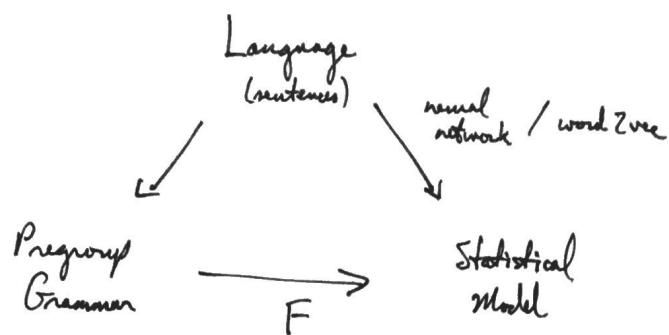 Language
(sentences)
neural
network / word2vec
Pregroup
Grammar
F
Statistical
Model